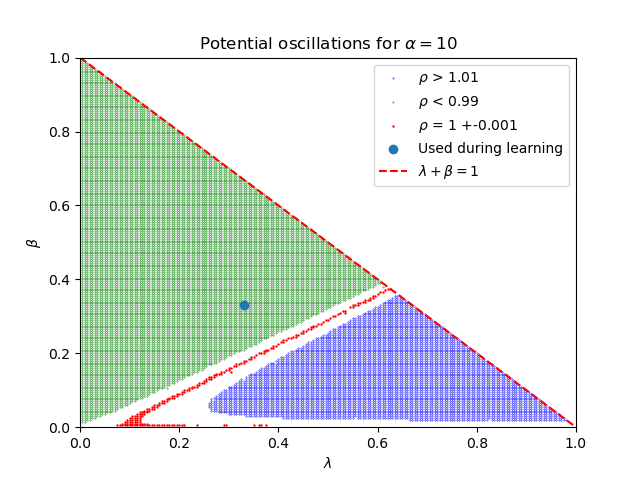 Potential oscillations for α = 10
ρ > 1.01
ρ < 0.99
ρ = 1 +-0.001
Used during learning
λ + β = 1
1.0
0.8
0.6
0.4
0.2
0.0
β
0.0 0.2 0.4 0.6 0.8 1.0
λ